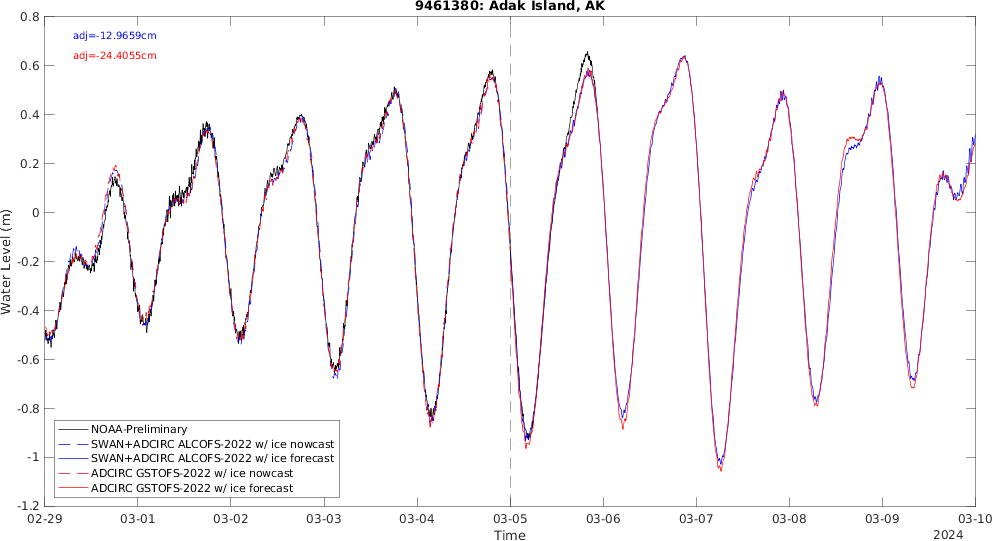 9461380: Adak Island, AK
adj=-12.9659cm
adj=-24.4055cm
Water Level (m)
0.8
0.6
0.4
0.2
0
-0.2
-0.4
-0.6
-0.8
-1
-1.2
NOAA-Preliminary
SWAN+ADCIRC ALCOFS-2022 w/ ice nowcast
SWAN+ADCIRC ALCOFS-2022 w/ ice forecast
ADCIRC GSTOFS-2022 w/ ice nowcast
ADCIRC GSTOFS-2022 w/ ice forecast
02-29 03-01 03-02 03-03 03-04 03-05 03-06 03-07 03-08 03-09 03-10
Time
2024